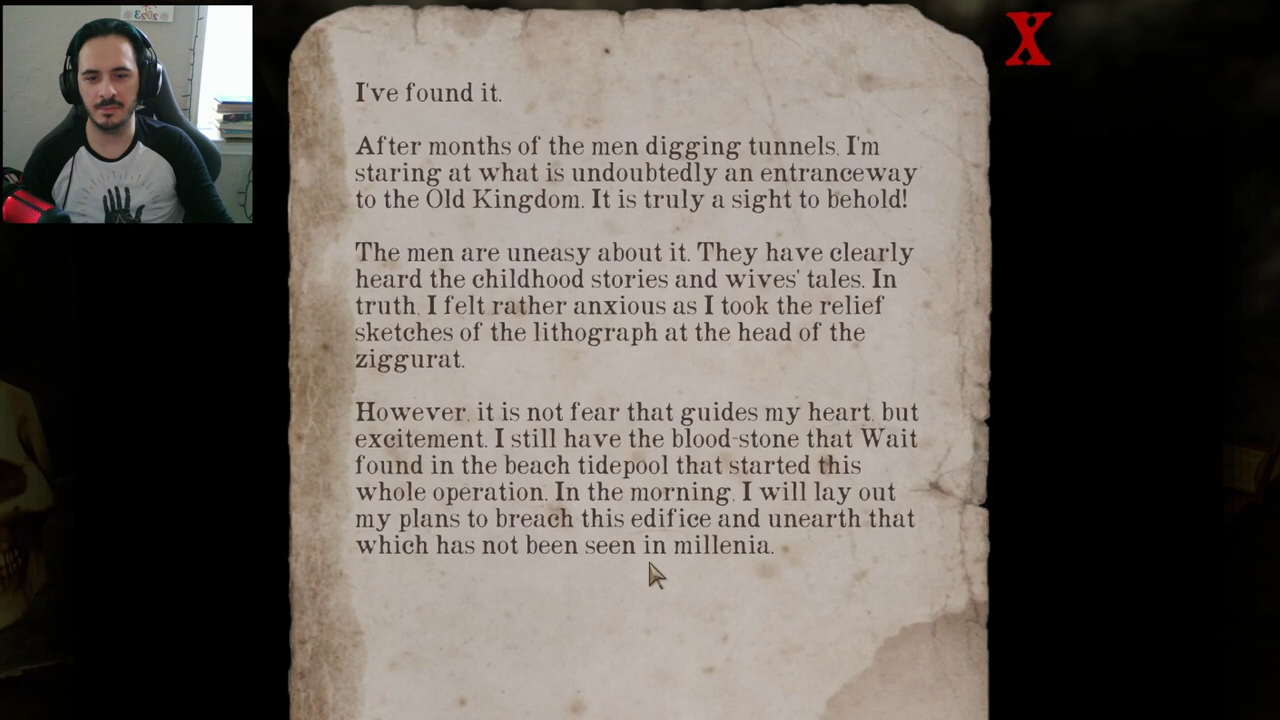 I've found it.
After months of the men digging tunnels, I'm
staring at what is undoubtedly an entranceway
to the Old Kingdom. It is truly a sight to behold!
The men are uneasy about it. They have clearly
heard the childhood stories and wives' tales. In
truth, I felt rather anxious as I took the relief
sketches of the lithograph at the head of the
ziggurat.
However, it is not fear that guides my heart, but
excitement. I still have the blood-stone that Wait
found in the beach tidepool that started this
whole operation. In the morning, I will lay out
my plans to breach this edifice and unearth that
which has not been seen in millenia.
X